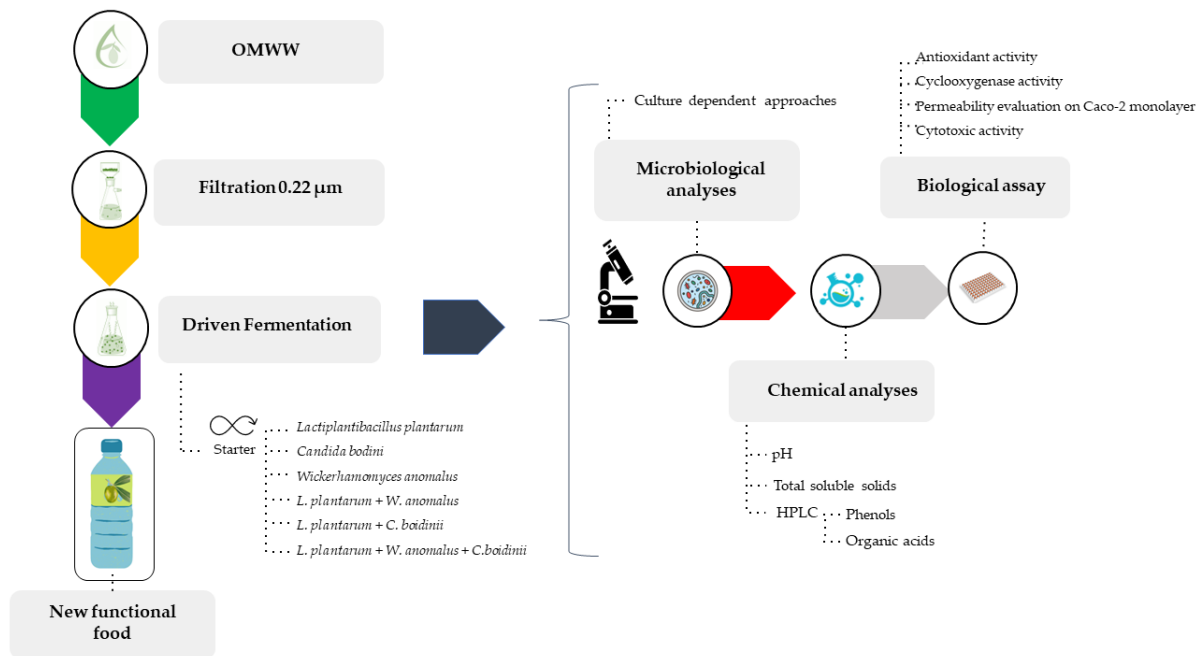 OMWW
Filtration 0.22 µm
Driven Fermentation
Starter
Lactiplantibacillus plantarum
Candida bodini
Wickerhamomyces anomalus
L. plantarum + W. anomalus
L. plantarum + C. boidinii
L. plantarum + W. anomalus + C.boidinii
New functional
food
Culture dependent approaches
Microbiological
analyses
Antioxidant activity
Cyclooxygenase activity
Permeability evaluation on Caco-2 monolayer
Cytotoxic activity
Biological assay
Chemical analyses
pH
Total soluble solids
HPLC
Phenols
Organic acids